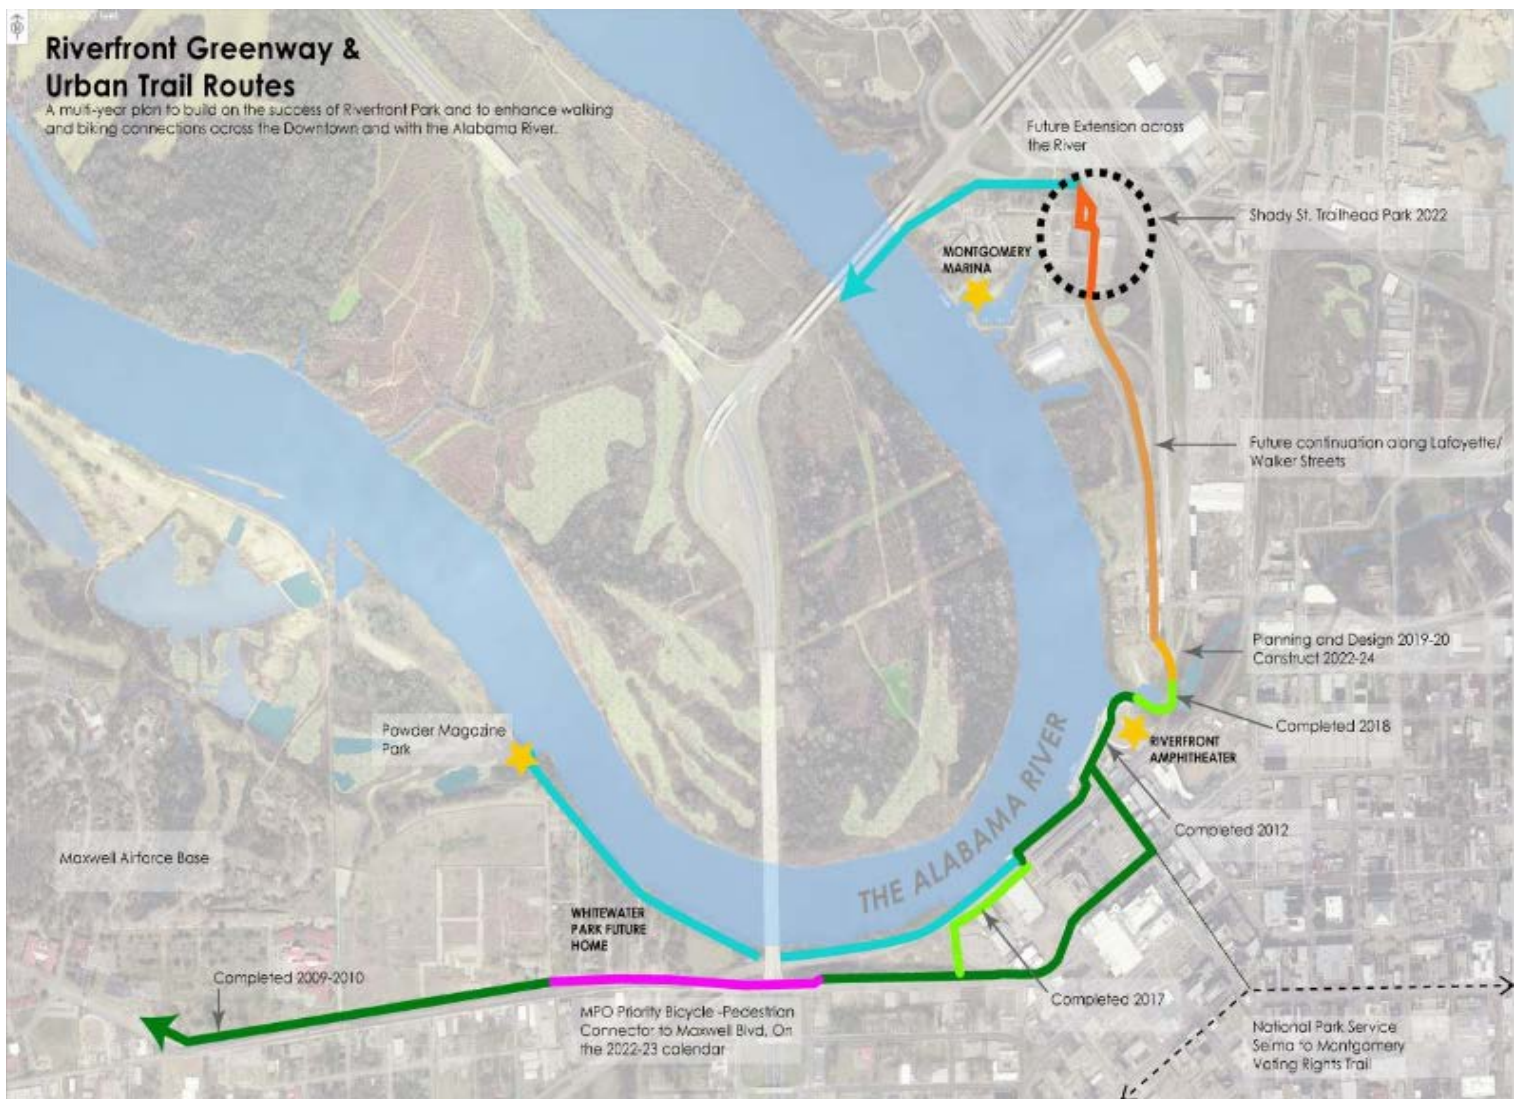 Riverfront Greenway &
Urban Trail Routes
A multi-year plan to build on the success of Riverfront Park and to enhance walking
and biking connections across the Downtown and with the Alabama River.
Future Extension across
the River
Shady St. Trailhead Park 2022
MONTGOMERY
MARINA
Future continuation along Lafayette/
Walker Streets
Planning and Design 2019-20
Construct 2022-24
Completed 2018
RIVERFRONT
AMPHITHEATER
Powder Magazine
Park
THE ALABAMA RIVER
Completed 2012
Maxwell Airforce Base
WHITEWATER
PARK FUTURE
HOME
Completed 2009-2010
Completed 2017
MPO Priority Bicycle -Pedestrian
Connector to Maxwell Blvd, On
the 2022-23 calendar
National Park Service
Selma to Montgomery
Voting Rights Trail